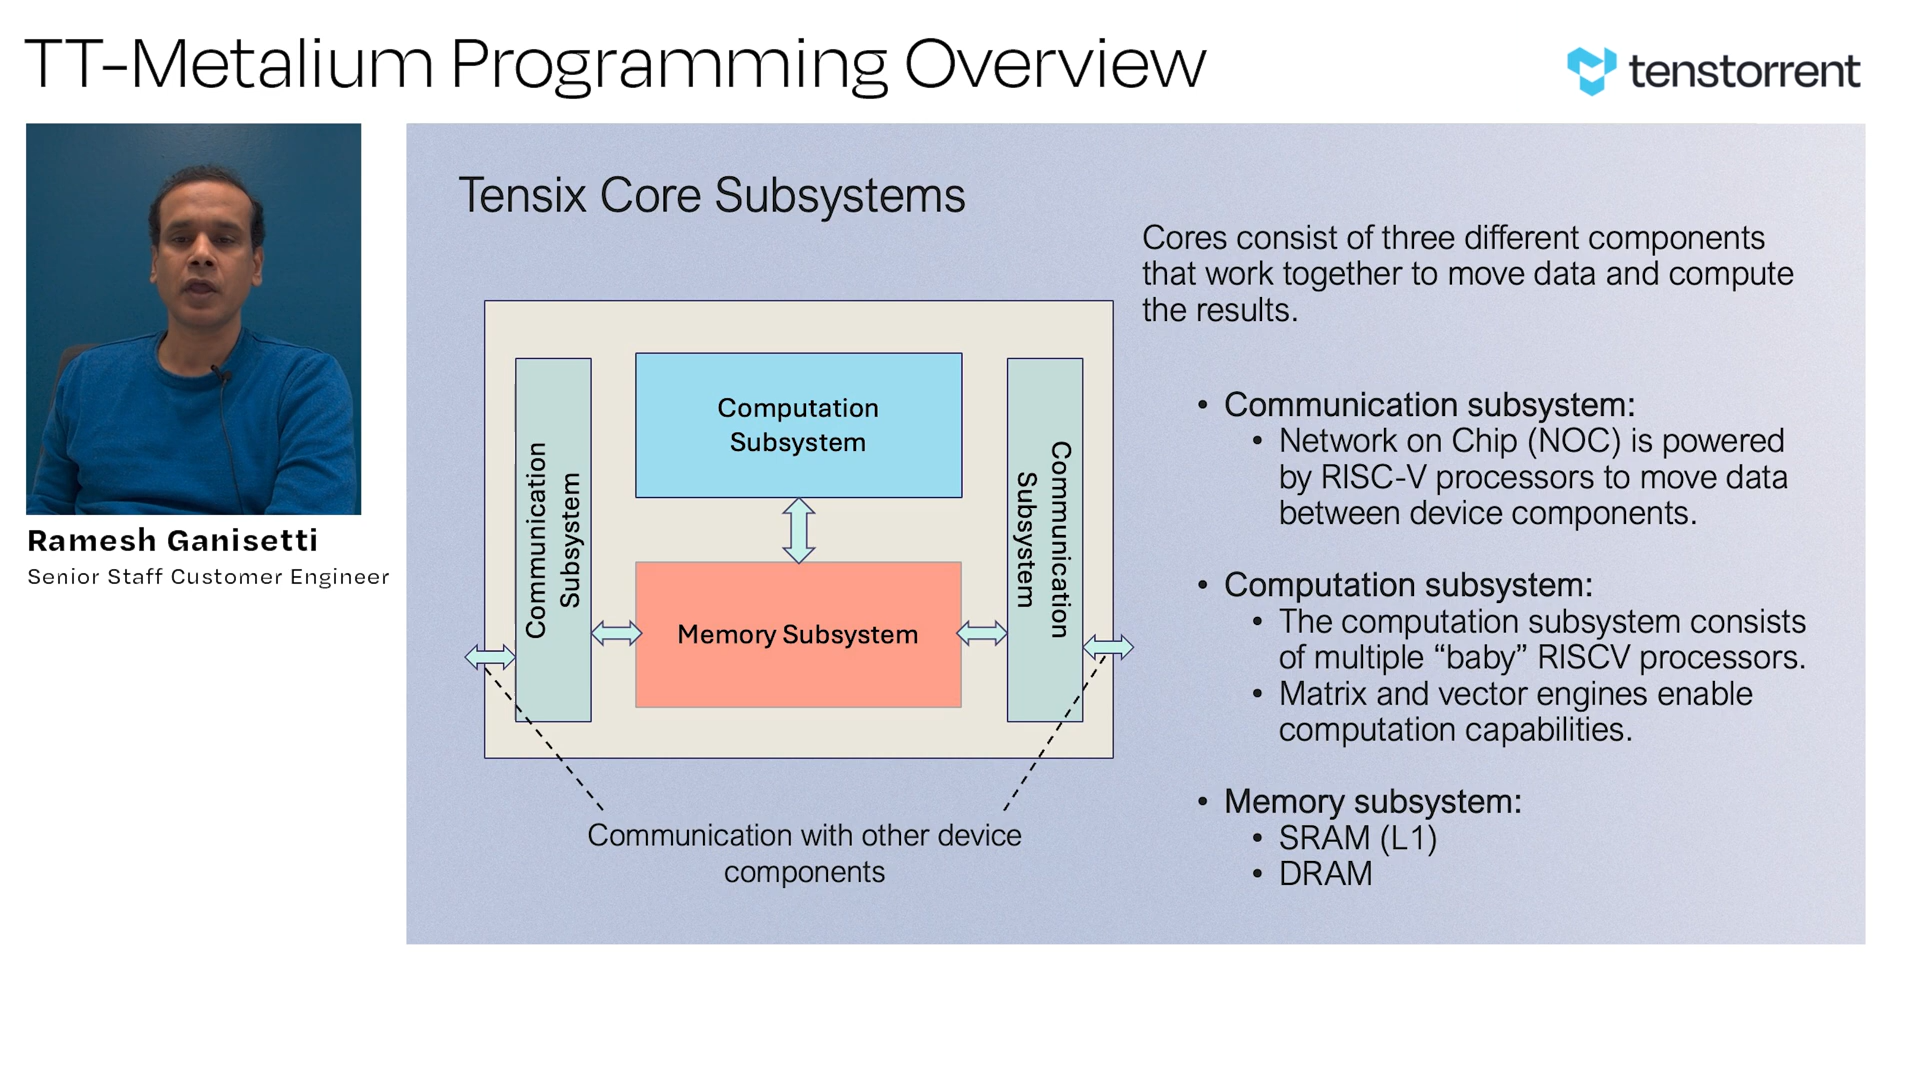 TT-Metalium Programming Overview
tenstorrent
Ramesh Ganisetti
Senior Staff Customer Engineer
Tensix Core Subsystems
Communication
Subsystem
Computation
Subsystem
Memory Subsystem
Communication
Subsystem
Communication with other device
components
Cores consist of three different components
that work together to move data and compute
the results.
• Communication subsystem:
• Network on Chip (NOC) is powered
by RISC-V processors to move data
between device components.
• Computation subsystem:
• The computation subsystem consists
of multiple “baby” RISCV processors.
• Matrix and vector engines enable
computation capabilities.
• Memory subsystem:
• SRAM (L1)
• DRAM